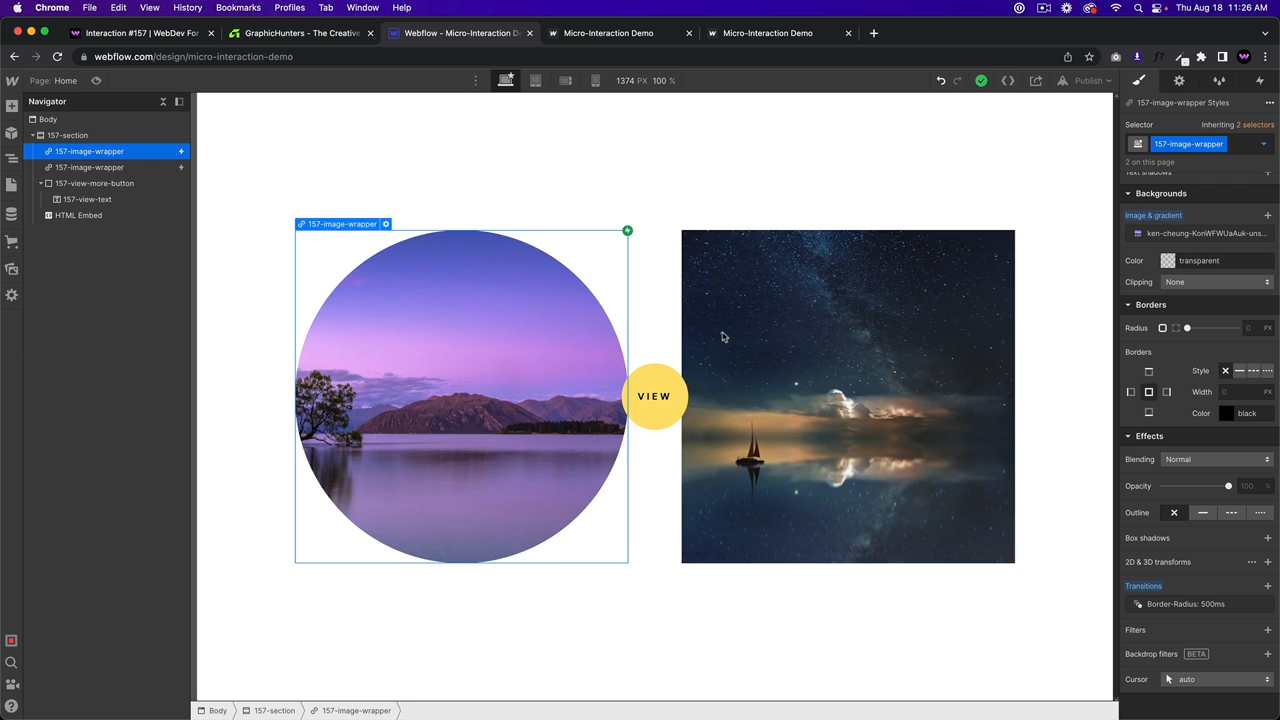 Chrome File Edit View History Bookmarks Profiles Tab Window Help Thu Aug 18 11:26 AM
Interaction #157 | WebDev For GraphicHunters - The Creative Webflow - Micro-Interaction D Micro-Interaction Demo Micro-Interaction Demo
webflow.com/design/micro-interaction-demo
Page: Home 1374 PX 100 % Publish
Navigator
157-image-wrapper Styles
Body
Selector Inheriting 2 selectors
157-section
157-image-wrapper
157-image-wrapper
2 on this page
157-image-wrapper
Text shadows
157-view-more-button
Backgrounds
157-view-text
HTML Embed
Image & gradient
157-image-wrapper
ken-cheung-KonWFWUaAuk-uns...
Color transparent
Clipping None
Borders
Radius 0 PX
Borders
Style
VIEW
Width 0 PX
Color black
Effects
Blending Normal
Opacity 100 %
Outline
Box shadows
2D & 3D transforms
Transitions
Border-Radius: 500ms
Filters
Backdrop filters BETA
Cursor auto
Body 157-section 157-image-wrapper